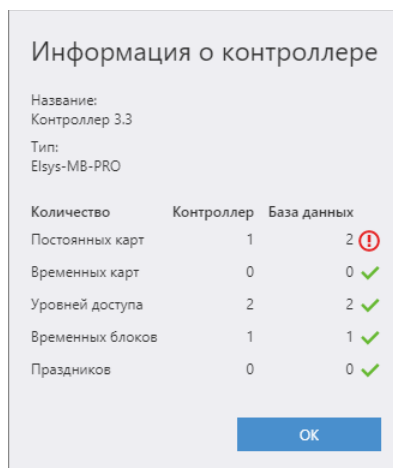 Информация о контроллере
Название:
Контроллер 3.3
Тип:
Elsys-MB-PRO
Количество Контроллер База данных
Постоянных карт 1 2
Временных карт 0 0
Уровней доступа 2 2
Временных блоков 1 1
Праздников 0 0
ОК